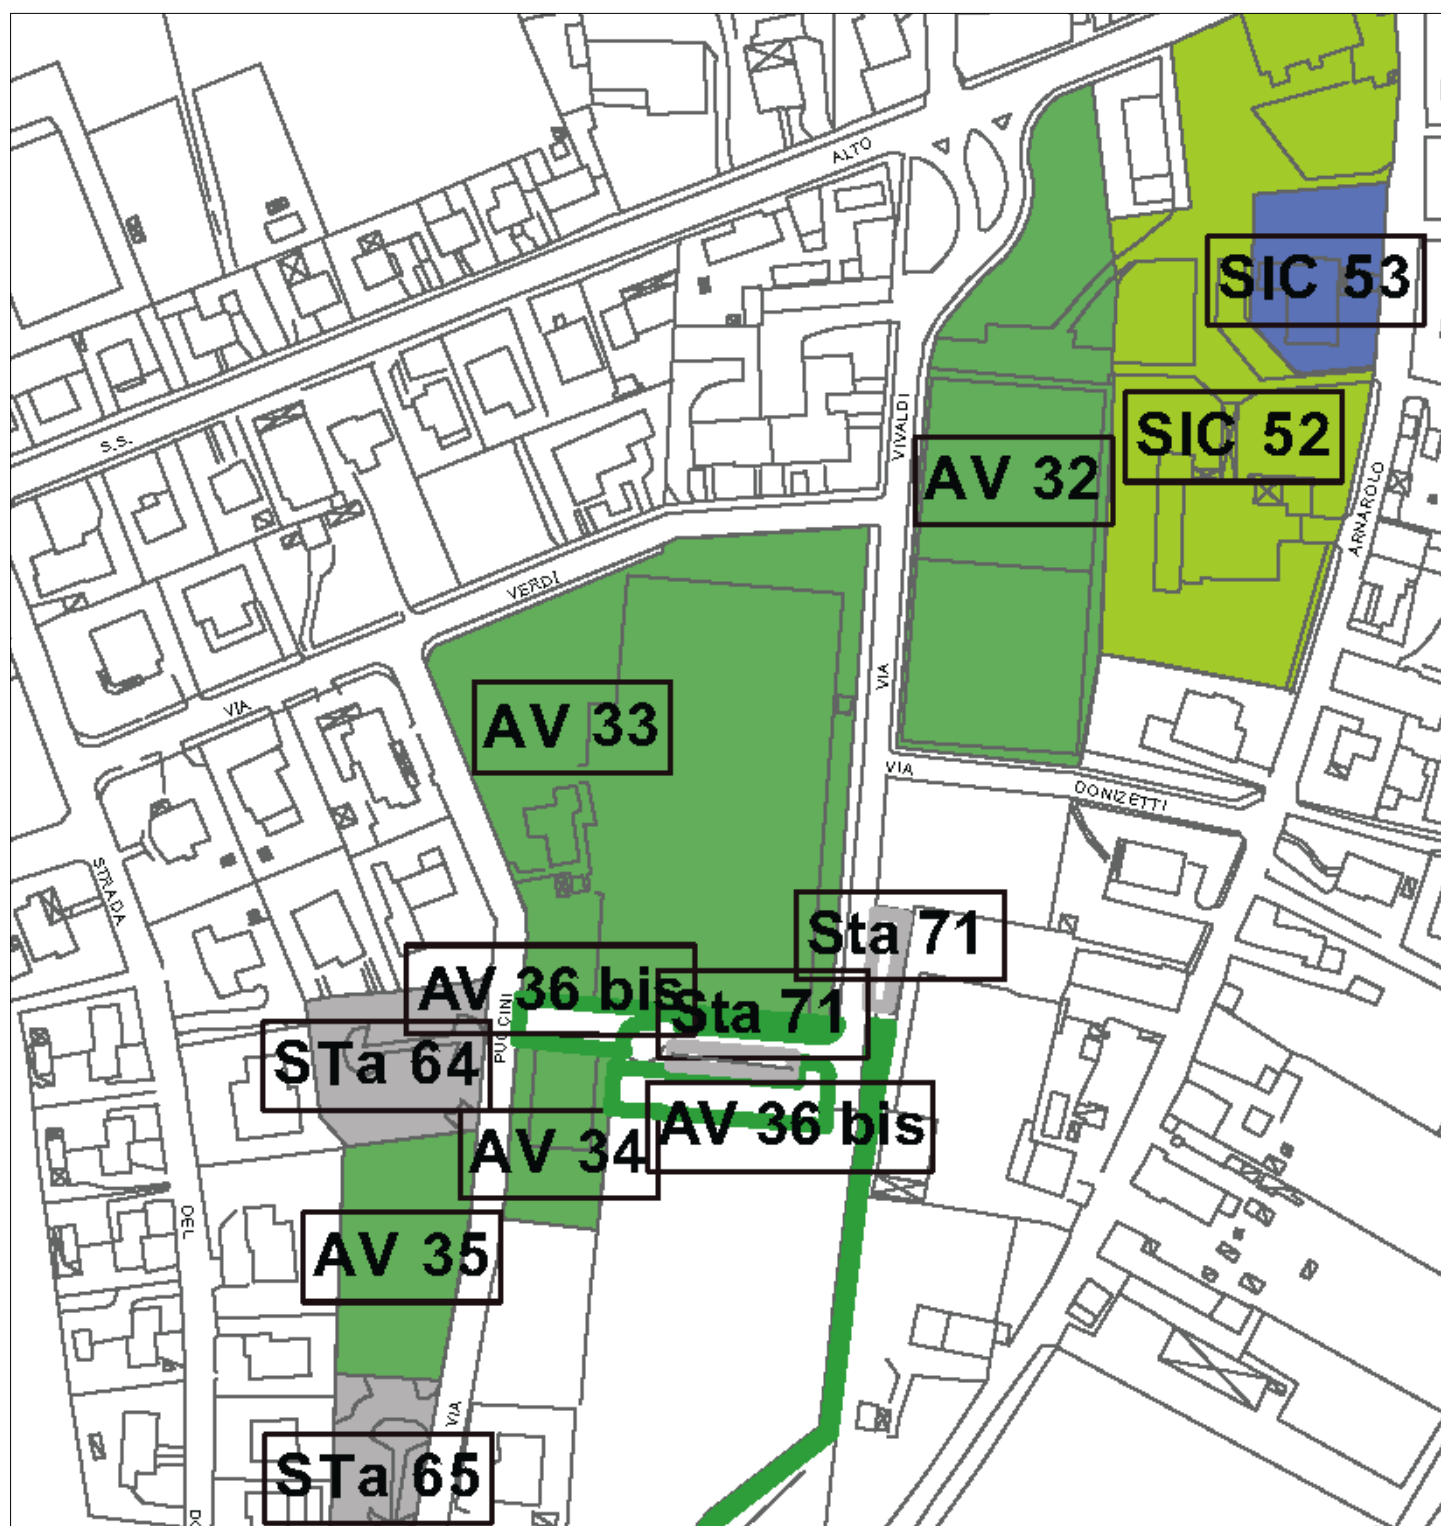 ALTO
SIC 53
S.S.
VIVALDI
SIC 52
AV 32
ARNAROLO
VERDI
VIA
VIA
AV 33
VIA
DONIZETTI
STRADA
Sta 71
AV 36 bis
Sta 71
PUCCINI
STa 64
AV 36 bis
AV 34
DEL
AV 35
VIA
STa 65